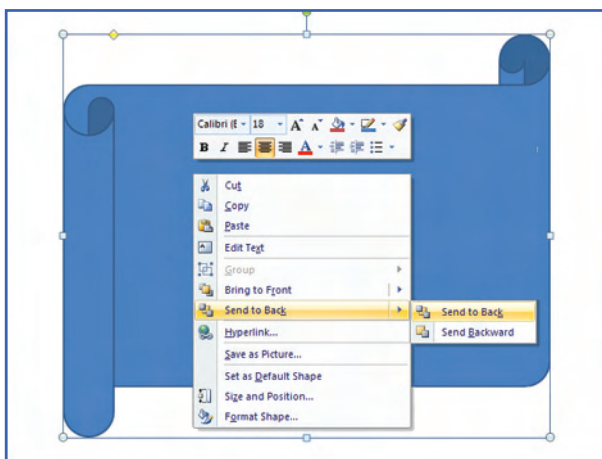 Calibri (E 18 A A
B I A
Cut
Copy
Paste
Edit Text
Group
Bring to Front
Send to Back
Send to Back
Send Backward
Hyperlink...
Save as Picture...
Set as Default Shape
Size and Position...
Format Shape...